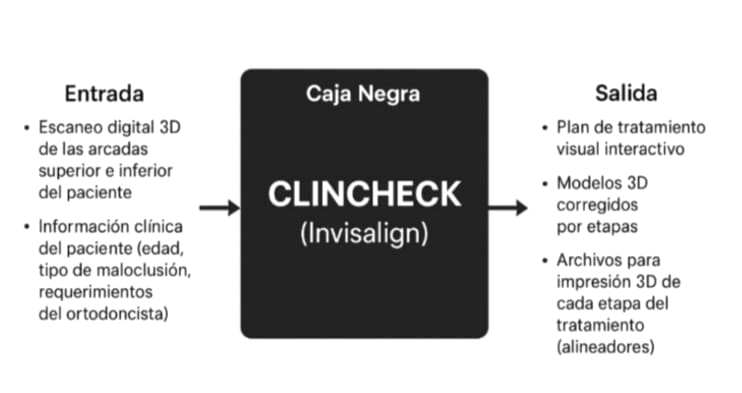 Entrada
• Escaneo digital 3D
de las arcadas
superior e inferior
del paciente
• Información clínica
del paciente (edad,
tipo de maloclusión,
requerimientos
del ortodoncista)
Caja Negra
CLINCHECK
(Invisalign)
Salida
• Plan de tratamiento
visual interactivo
• Modelos 3D
corregidos
por etapas
• Archivos para
impresión 3D de
cada etapa del
tratamiento
(alineadores)